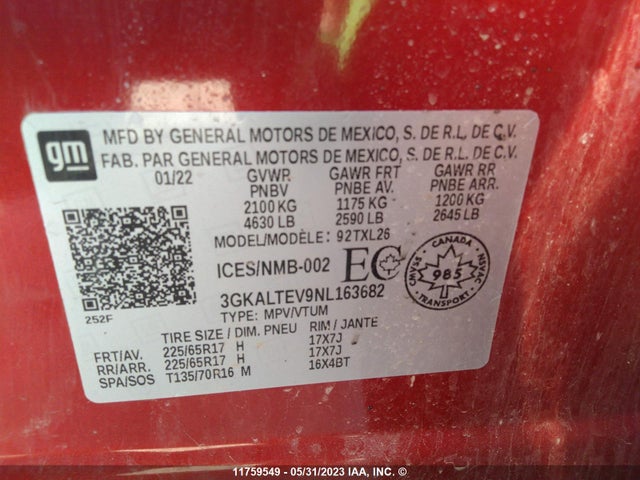 gm
MFD BY GENERAL MOTORS DE MEXICO, S. DE R.L. DE C.V.
FAB. PAR GENERAL MOTORS DE MEXICO, S. DE R.L. DE C.V.
01/22 GVWR GAWR FRT GAWR RR
PNBV PNBE AV. PNBE ARR.
2100 KG 1175 KG 1200 KG
4630 LB 2590 LB 2645 LB
MODEL/MODÈLE: 92TXL26
ICES/NMB-002 EC
CANADA
CMVSS
985
NSVAC
TRANSPORT
3GKALTEV9NL163682
252F
TYPE: MPV/VTUM
TIRE SIZE / DIM. PNEU RIM / JANTE
FRT/AV. 225/65R17 H 17X7J
RR/ARR. 225/65R17 H 17X7J
SPA/SOS T135/70R16 M 16X4BT
11759549 - 05/31/2023 IAA, INC. ©